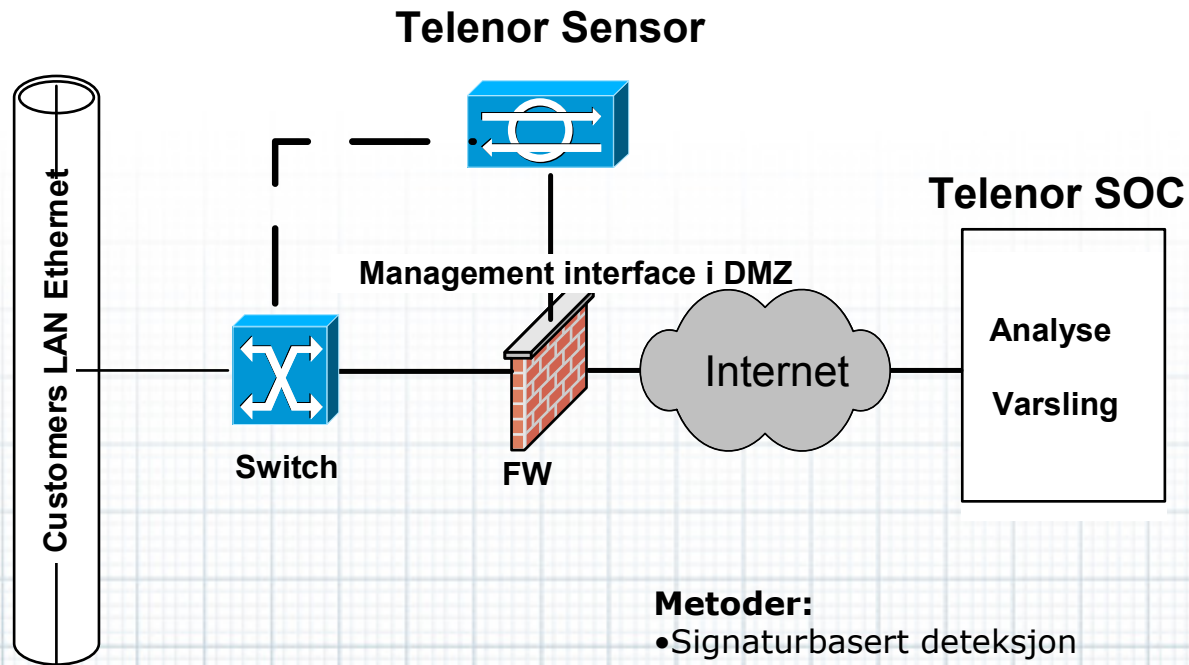 Telenor Sensor
Customers LAN Ethernet
Telenor SOC
Management interface i DMZ
Analyse
Internet
Varsling
Switch
FW
Metoder:
•Signaturbasert deteksjon